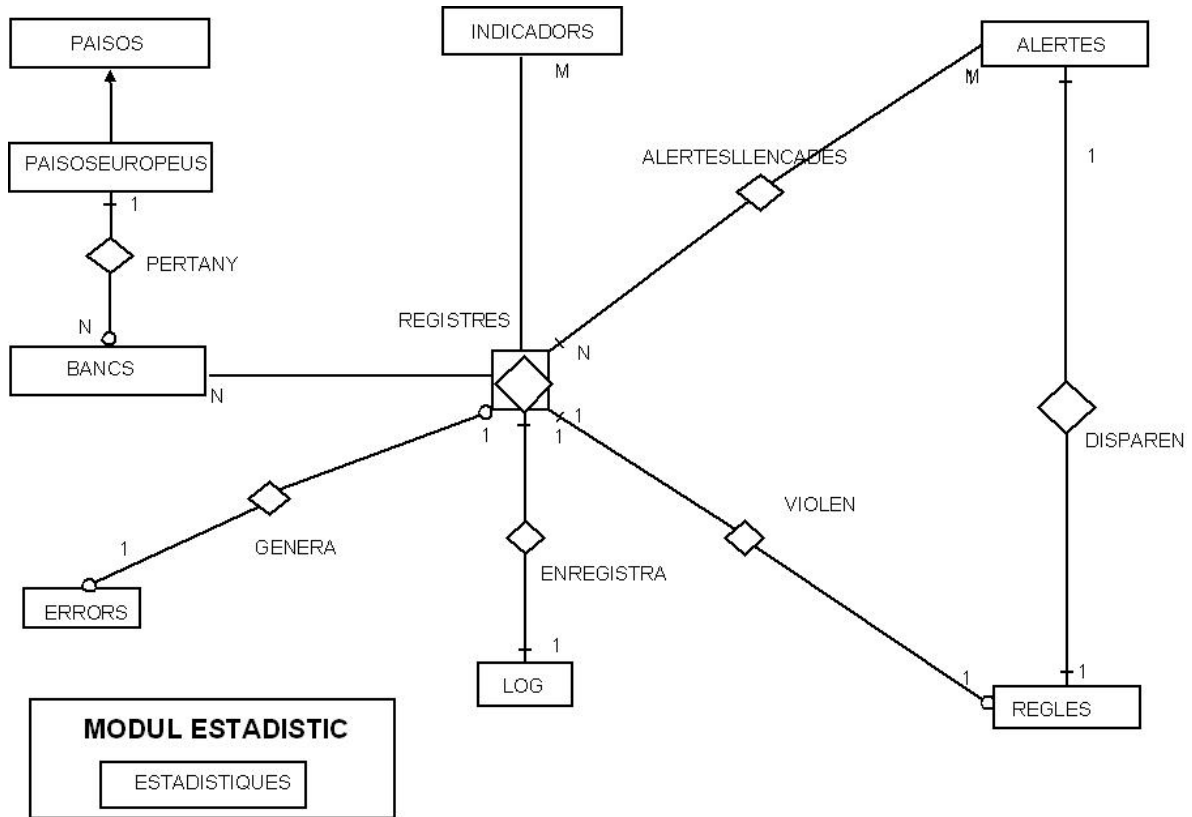 PAISOS
INDICADORS
ALERTES
M
M
PAISOSEUROPEUS
ALERTESLLENCADES
1
1
PERTANY
N
REGISTRES
N
BANCS
N
1
1
1
DISPAREN
VIOLEN
1
GENERA
ENREGISTRA
ERRORS
1
1
1
LOG
REGLES
MODUL ESTADISTIC
ESTADISTIQUES